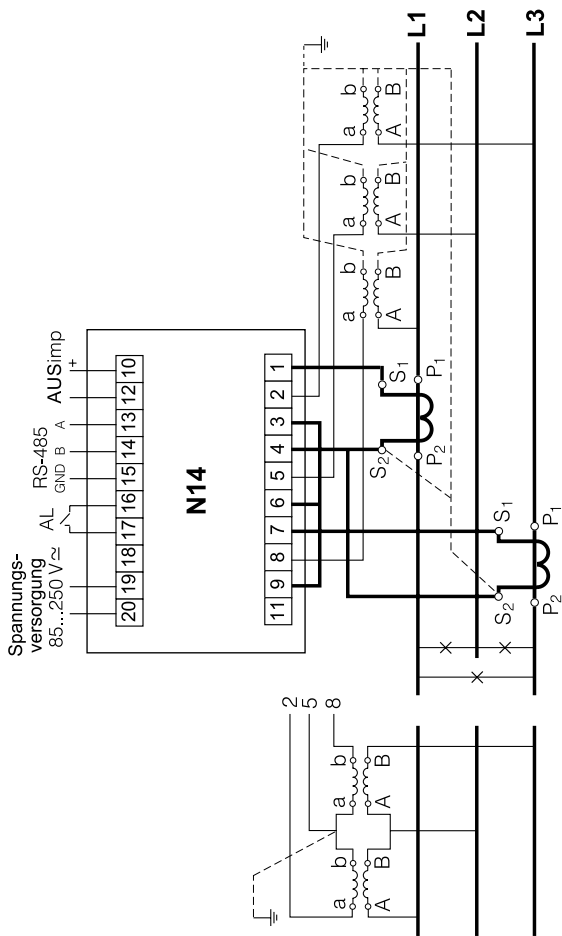 Spannungs-
versorgung
85...250 V≃
AL
RS-485
GND B A
AUSimp
+
20 19 18 17 16 15 14 13 12 10
N14
11 9 8 7 6 5 4 3 2 1
a b
A B
a b
A B
a b
A B
S2 S1
P2 P1
S2 S1
P2 P1
L1
L2
L3
2
5
8
a b a b
A B A B